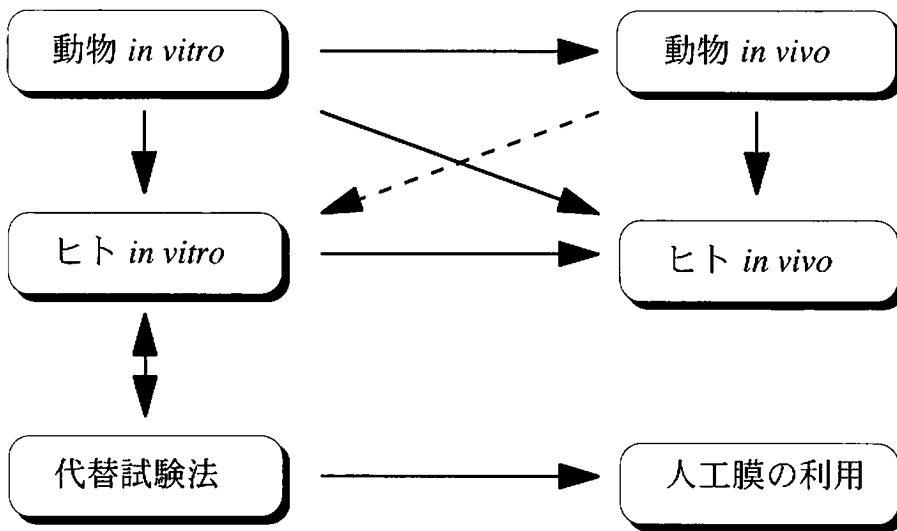 動物 in vitro
動物 in vivo
ヒト in vitro
ヒト in vivo
代替試験法
人工膜の利用